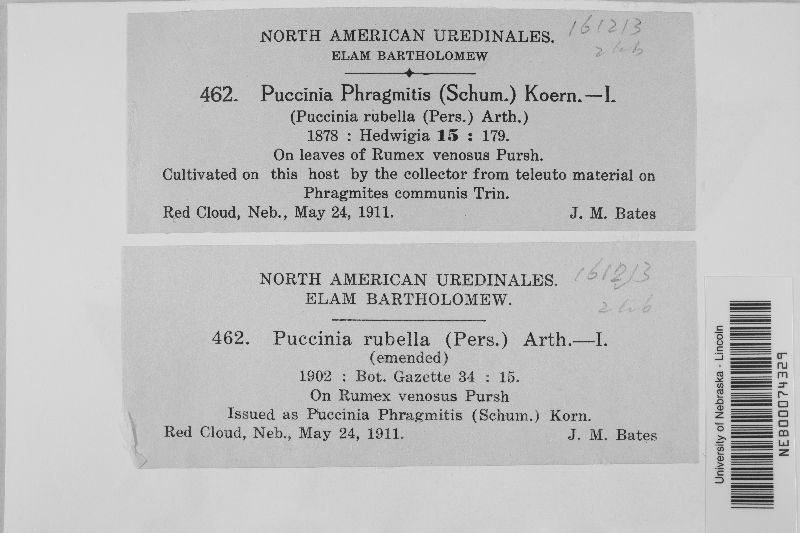 NORTH AMERICAN UREDINALES. 161213
ELAM BARTHOLOMEW
462. Puccinia Phragmitis (Schum.) Koern.—I.
(Puccinia rubella (Pers.) Arth.)
1878 : Hedwigia 15 : 179.
On leaves of Rumex venosus Pursh.
Cultivated on this host by the collector from teleuto material on
Phragmites communis Trin.
Red Cloud, Neb., May 24, 1911. J. M. Bates
NORTH AMERICAN UREDINALES. 161213
ELAM BARTHOLOMEW.
462. Puccinia rubella (Pers.) Arth.—I.
(emended)
1902 : Bot. Gazette 34 : 15.
On Rumex venosus Pursh
Issued as Puccinia Phragmitis (Schum.) Korn.
Red Cloud, Neb., May 24, 1911. J. M. Bates
University of Nebraska - Lincoln
NEB00074329